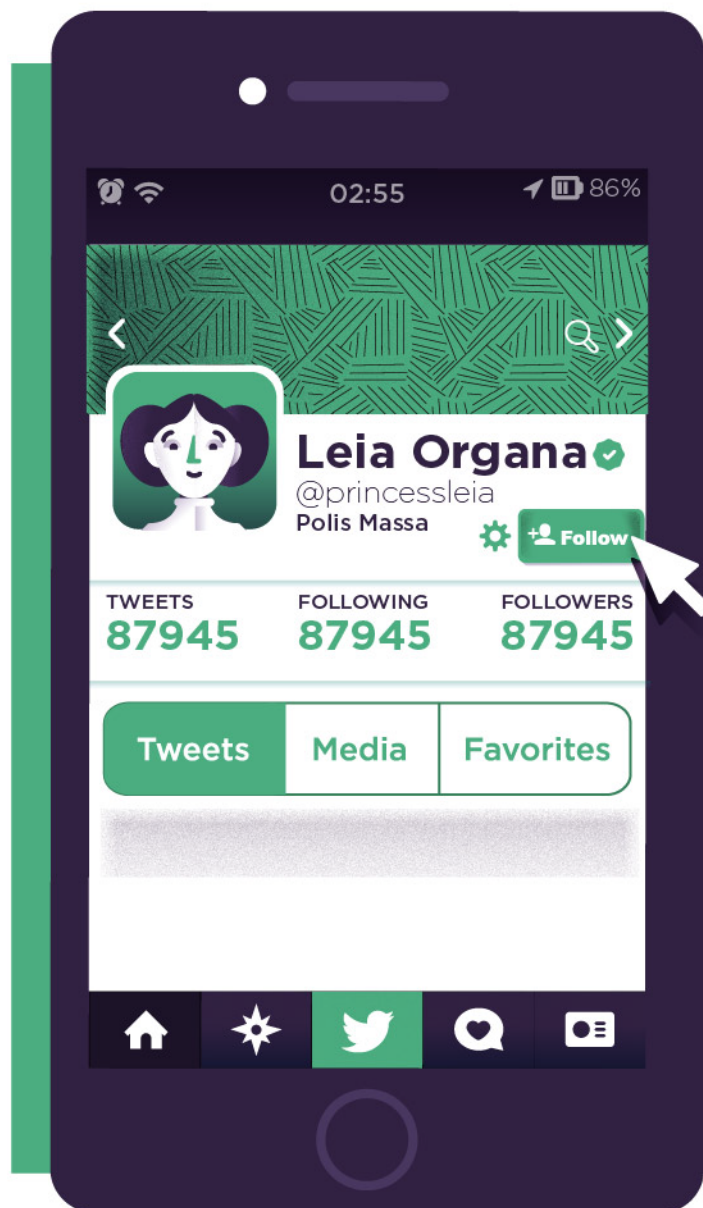 02:55
86%
Leia Organa
@princessleia
Polis Massa
Follow
TWEETS FOLLOWING FOLLOWERS
87945 87945 87945
Tweets Media Favorites